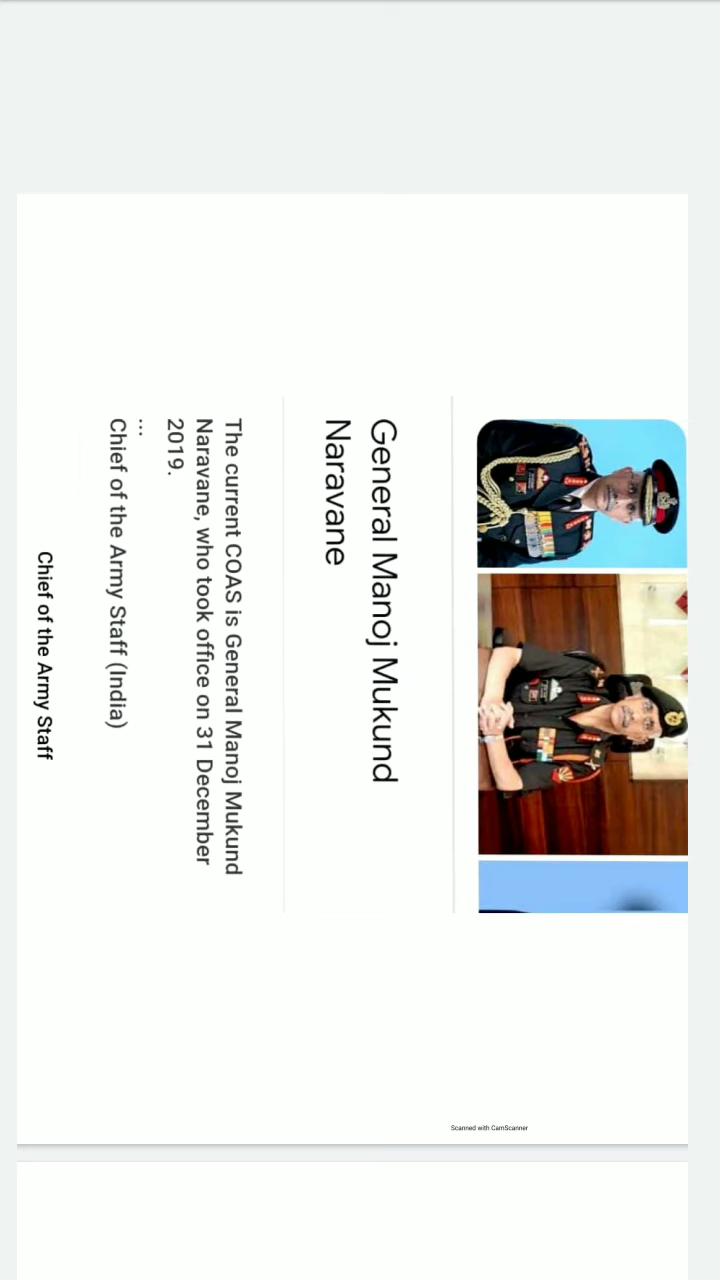 General Manoj Mukund
Naravane
The current COAS is General Manoj Mukund
Naravane, who took office on 31 December
2019.
...
Chief of the Army Staff (India)
Chief of the Army Staff
Scanned with CamScanner